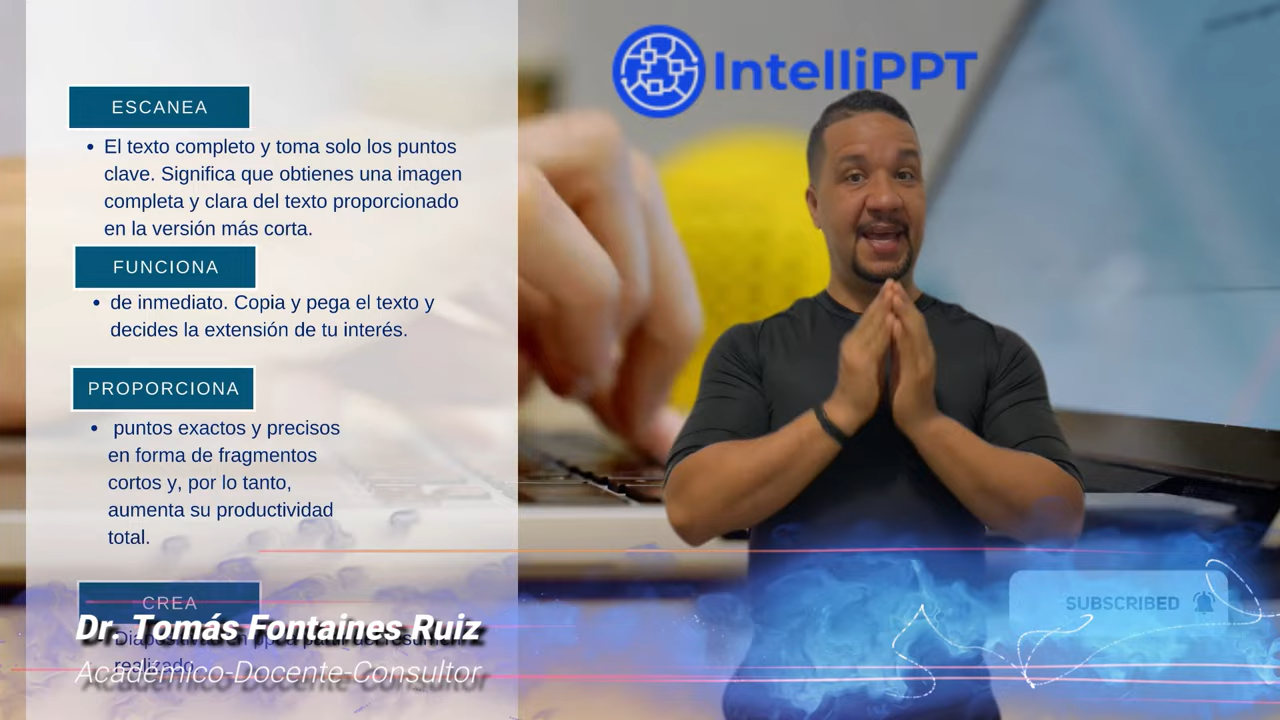 IntelliPPT
ESCANEA
• El texto completo y toma solo los puntos
clave. Significa que obtienes una imagen
completa y clara del texto proporcionado
en la versión más corta.
FUNCIONA
• de inmediato. Copia y pega el texto y
decides la extensión de tu interés.
PROPORCIONA
• puntos exactos y precisos
en forma de fragmentos
cortos y, por lo tanto,
aumenta su productividad
total.
CREA
Dr. Tomás Fontaines Ruiz
realizado
Académico-Docente-Consultor
SUBSCRIBED